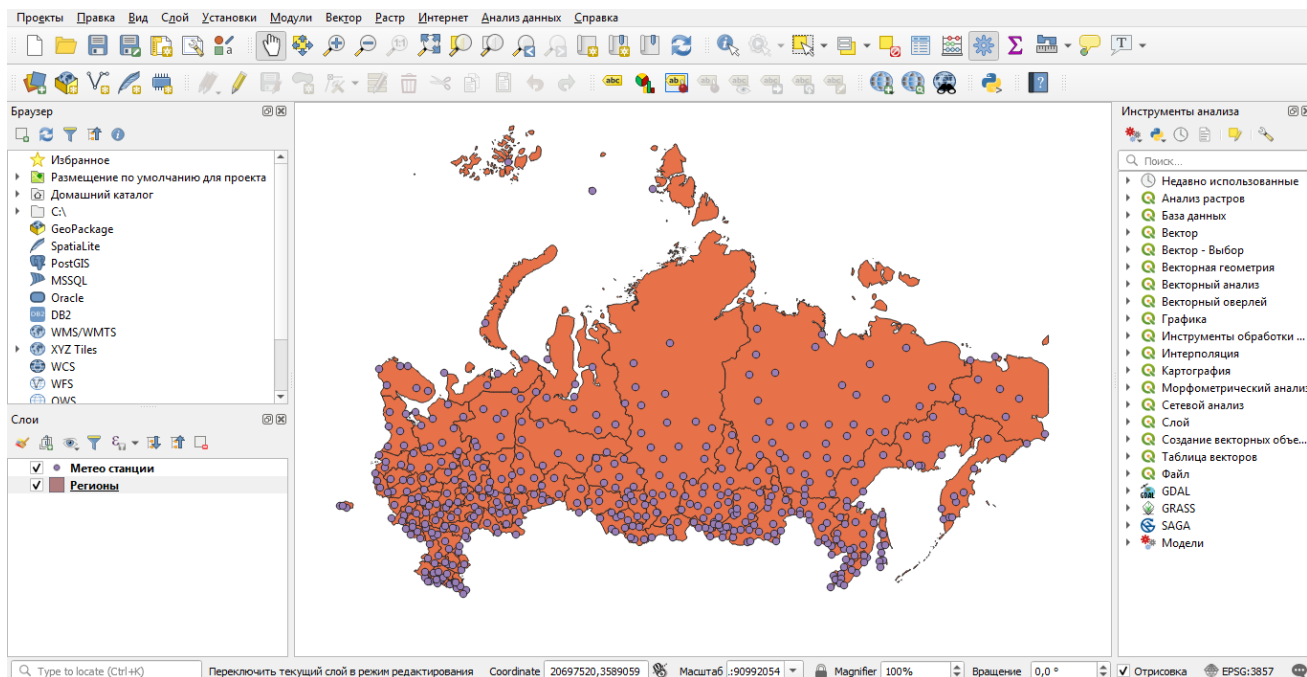 Проекты Правка Вид Слой Установки Модули Вектор Растр Интернет Анализ данных Справка
Браузер
Избранное
Размещение по умолчанию для проекта
Домашний каталог
C:\
GeoPackage
SpatiaLite
PostGIS
MSSQL
Oracle
DB2
WMS/WMTS
XYZ Tiles
WCS
WFS
OWS
Слои
Метео станции
Регионы
Инструменты анализа
Поиск...
Недавно использованные
Анализ растров
База данных
Вектор
Вектор - Выбор
Векторная геометрия
Векторный анализ
Векторный оверлей
Графика
Инструменты обработки ...
Интерполяция
Картография
Морфометрический анализ
Сетевой анализ
Слой
Создание векторных объе...
Таблица векторов
Файл
GDAL
GRASS
SAGA
Модели
Type to locate (Ctrl+K) Переключить текущий слой в режим редактирования Coordinate 20697520,3589059 Масштаб :90992054 Magnifier 100% Вращение 0,0 ° Отрисовка EPSG:3857